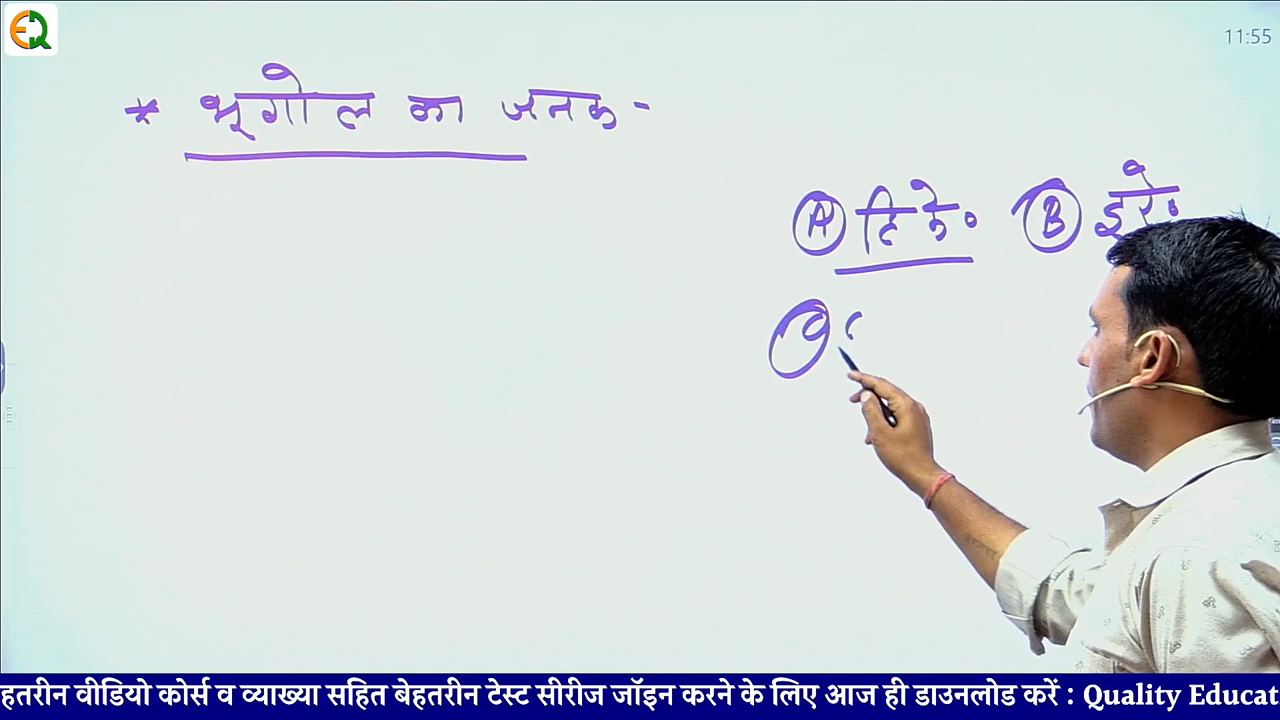 11:55
* भूगोल का जनक -
(A) हिके० (B) इरे०
(C) (
हतरीन वीडियो कोर्स व व्याख्या सहित बेहतरीन टेस्ट सीरीज जॉइन करने के लिए आज ही डाउनलोड करें : Quality Educat